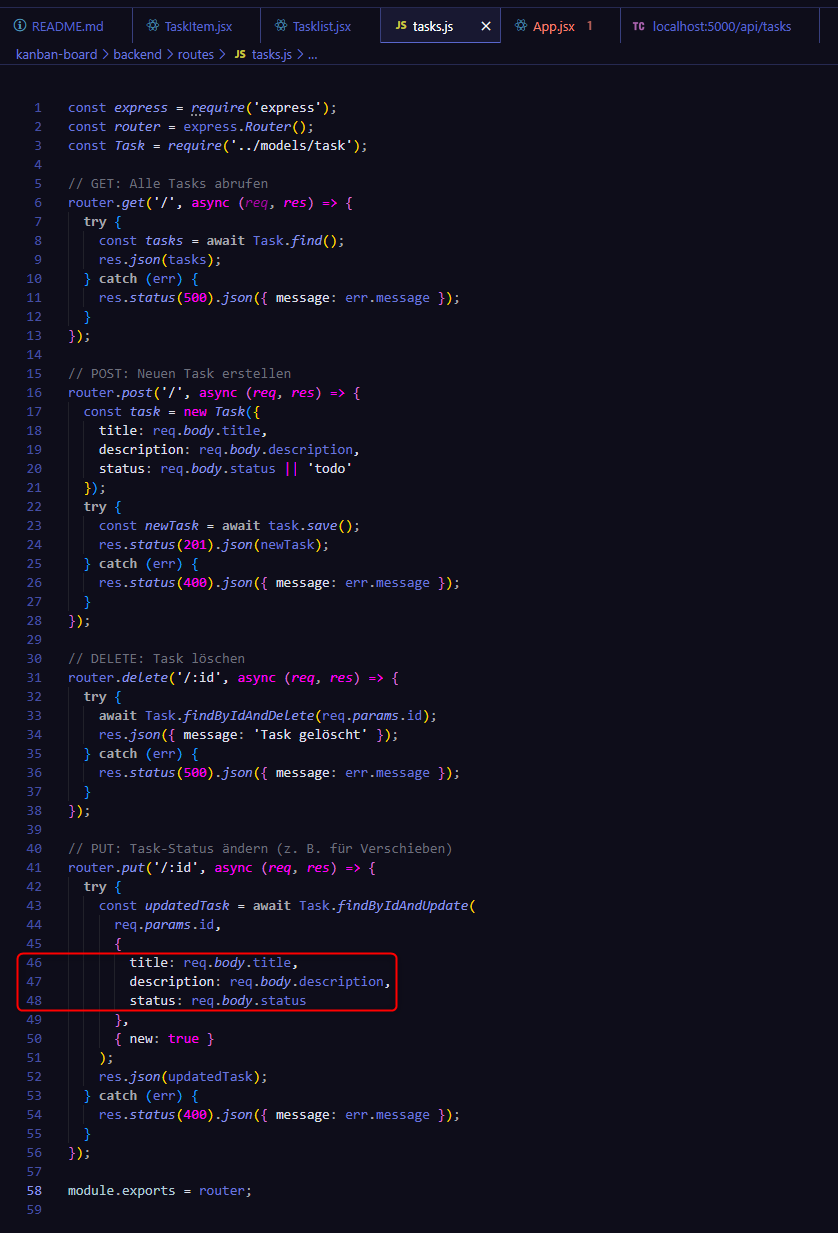 README.md TaskItem.jsx Tasklist.jsx JS tasks.js × App.jsx 1 TC localhost:5000/api/tasks
kanban-board > backend > routes > JS tasks.js > ...
1 const express = require('express');
2 const router = express.Router();
3 const Task = require('../models/task');
4
5 // GET: Alle Tasks abrufen
6 router.get('/', async (req, res) => {
7 try {
8 const tasks = await Task.find();
9 res.json(tasks);
10 } catch (err) {
11 res.status(500).json({ message: err.message });
12 }
13 });
14
15 // POST: Neuen Task erstellen
16 router.post('/', async (req, res) => {
17 const task = new Task({
18 title: req.body.title,
19 description: req.body.description,
20 status: req.body.status || 'todo'
21 });
22 try {
23 const newTask = await task.save();
24 res.status(201).json(newTask);
25 } catch (err) {
26 res.status(400).json({ message: err.message });
27 }
28 });
29
30 // DELETE: Task löschen
31 router.delete('/:id', async (req, res) => {
32 try {
33 await Task.findByIdAndDelete(req.params.id);
34 res.json({ message: 'Task gelöscht' });
35 } catch (err) {
36 res.status(500).json({ message: err.message });
37 }
38 });
39
40 // PUT: Task-Status ändern (z. B. für Verschieben)
41 router.put('/:id', async (req, res) => {
42 try {
43 const updatedTask = await Task.findByIdAndUpdate(
44 req.params.id,
45 {
46 title: req.body.title,
47 description: req.body.description,
48 status: req.body.status
49 },
50 { new: true }
51 );
52 res.json(updatedTask);
53 } catch (err) {
54 res.status(400).json({ message: err.message });
55 }
56 });
57
58 module.exports = router;
59